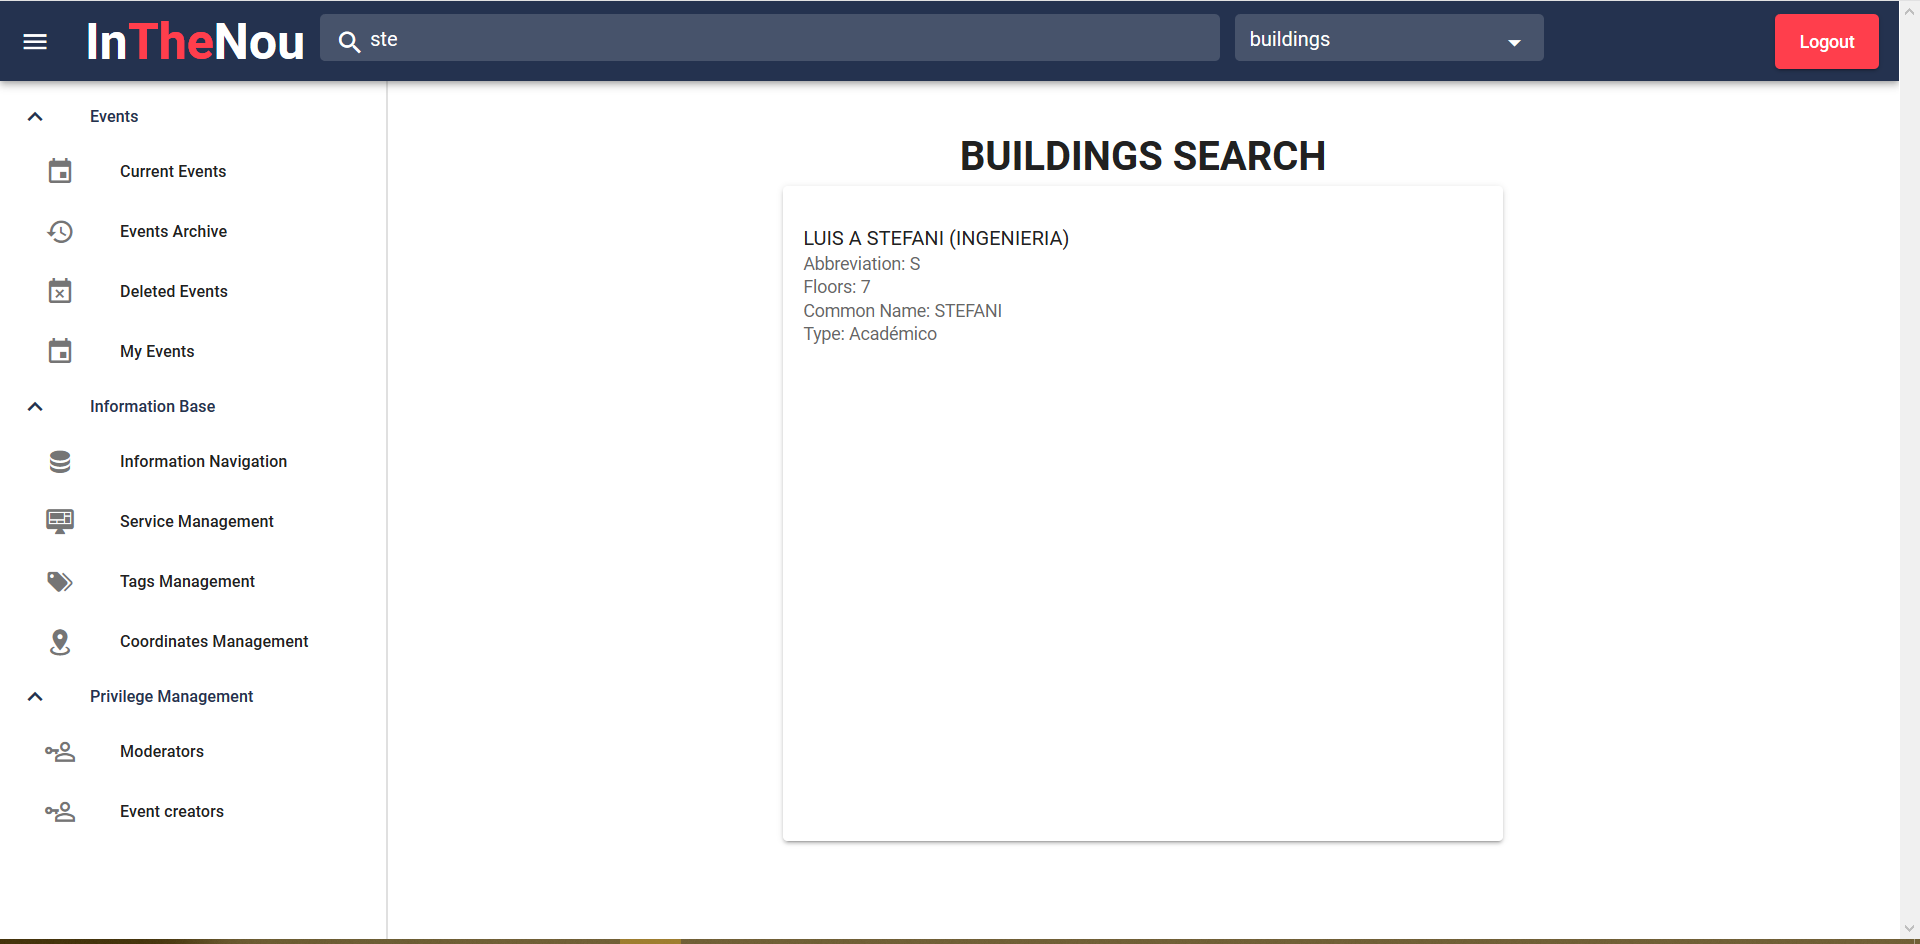 InTheNou
ste
buildings
Logout
Events
Current Events
Events Archive
Deleted Events
My Events
Information Base
Information Navigation
Service Management
Tags Management
Coordinates Management
Privilege Management
Moderators
Event creators
BUILDINGS SEARCH
LUIS A STEFANI (INGENIERIA)
Abbreviation: S
Floors: 7
Common Name: STEFANI
Type: Académico